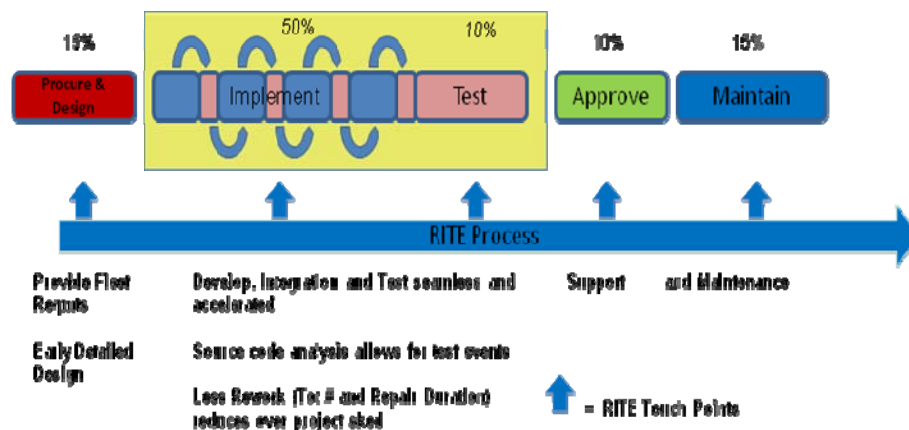 15%
50%
10%
10%
15%
Procure &
Design
Implement
Test
Approve
Maintain
RITE Process
Provide Fleet
Reqmts
Develop, Integration and Test seamless and
accelerated
Support and Maintenance
Early Detailed
Design
Source code analysis allows for test events
Less Rework (Tot # and Repair Duration)
reduces over project sked
= RITE Touch Points